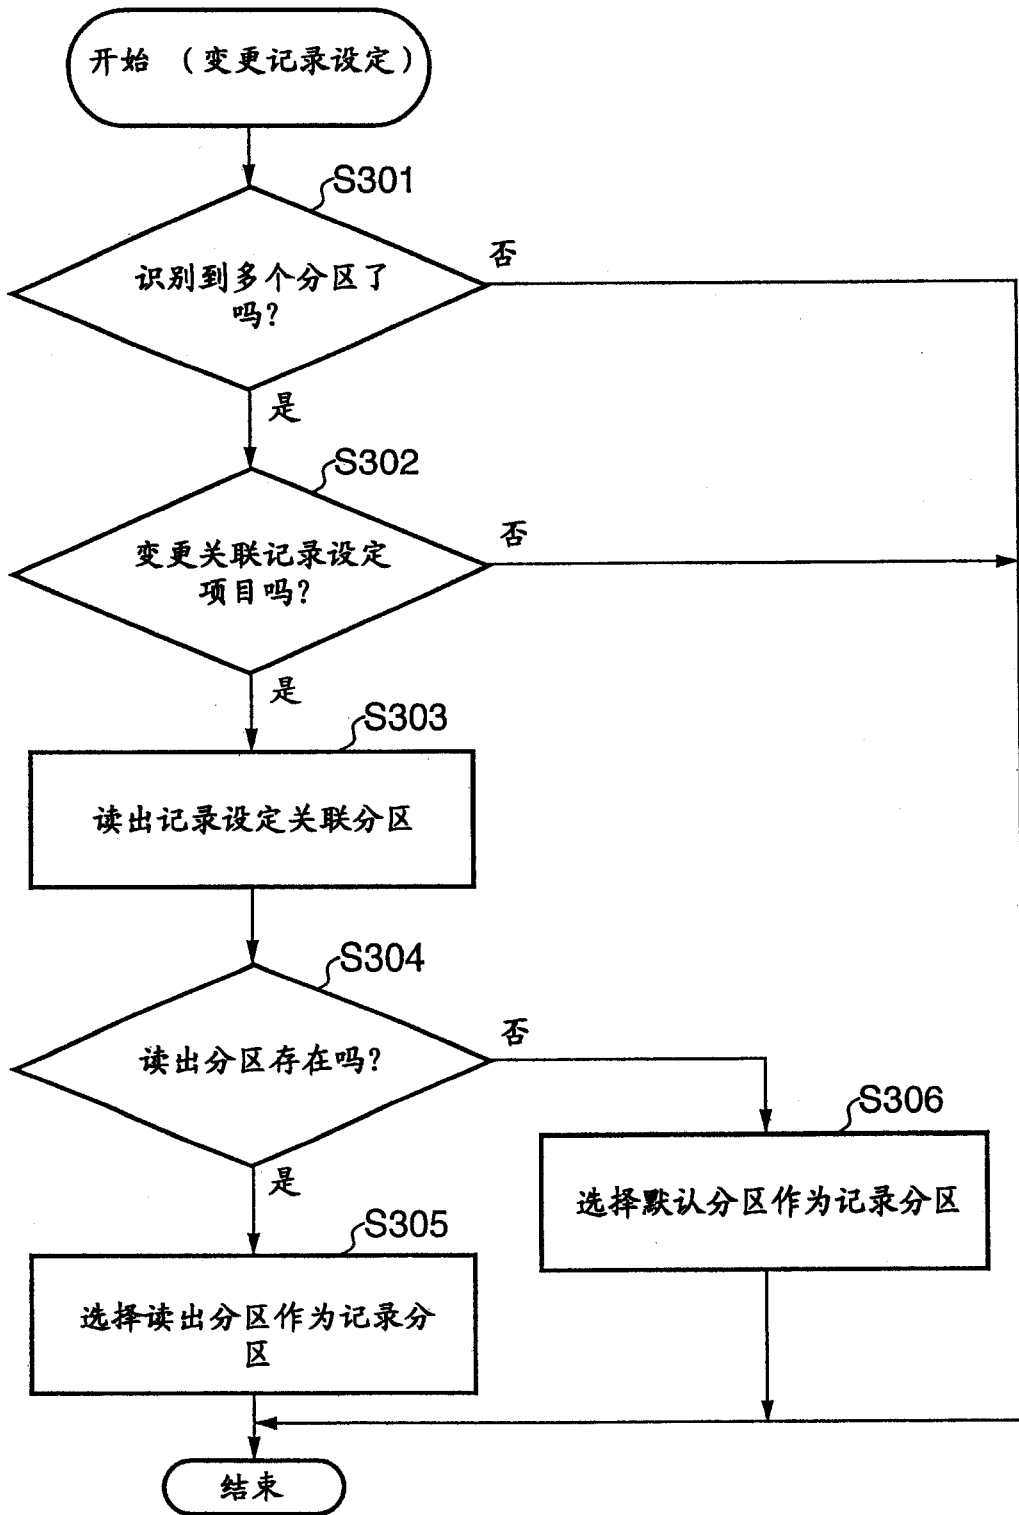 开始 (变更记录设定)
S301
识别到多个分区了
吗?
否
是
S302
变更关联记录设定
项目吗?
否
是
S303
读出记录设定关联分区
S304
读出分区存在吗?
否
是
S306
选择默认分区作为记录分区
S305
选择读出分区作为记录分
区
结束